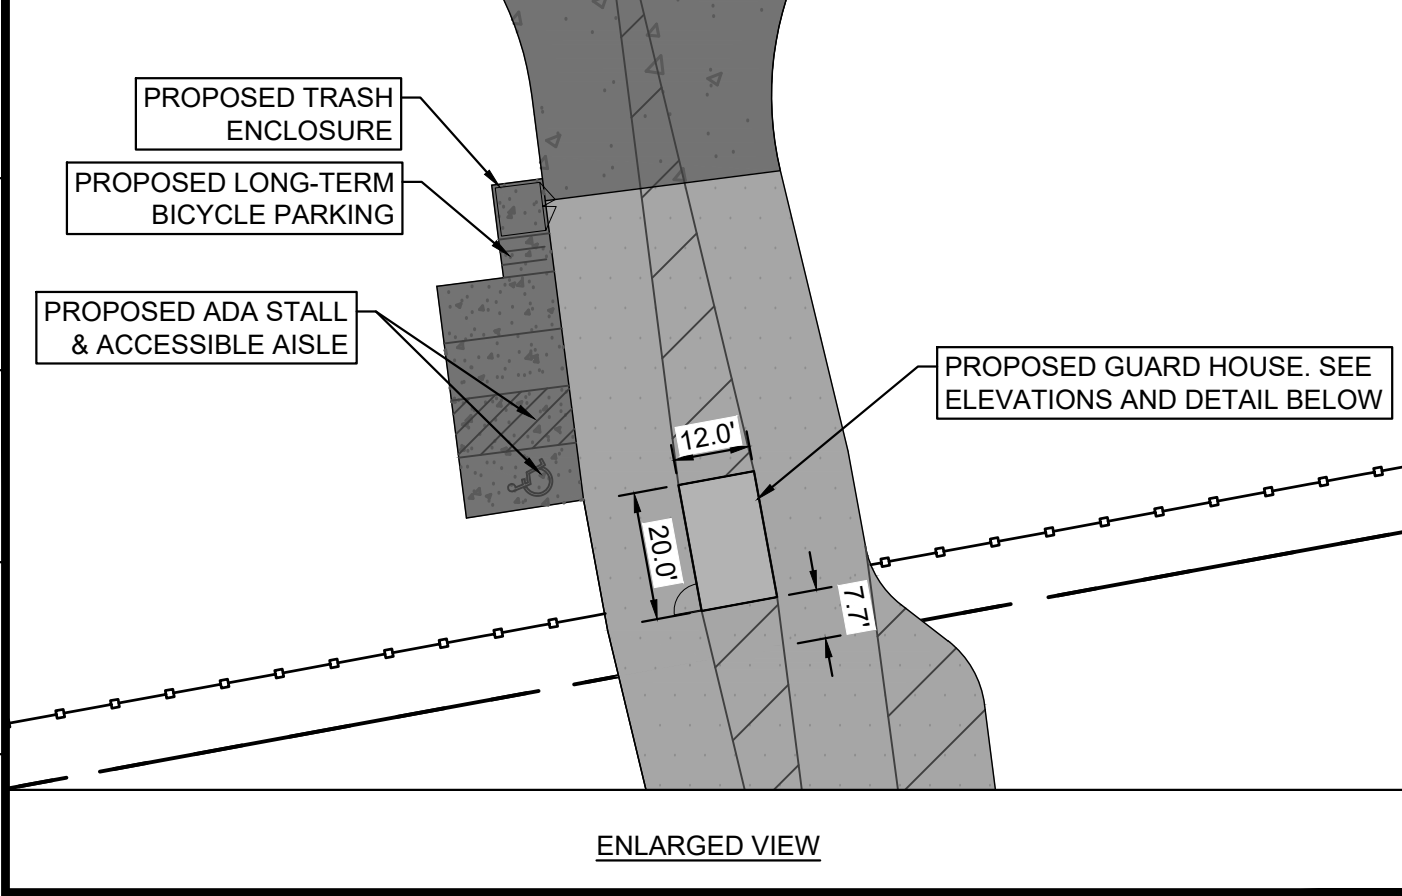 PROPOSED TRASH
ENCLOSURE
PROPOSED LONG-TERM
BICYCLE PARKING
PROPOSED ADA STALL
& ACCESSIBLE AISLE
PROPOSED GUARD HOUSE. SEE
ELEVATIONS AND DETAIL BELOW
12.0'
20.0'
7.7'
ENLARGED VIEW